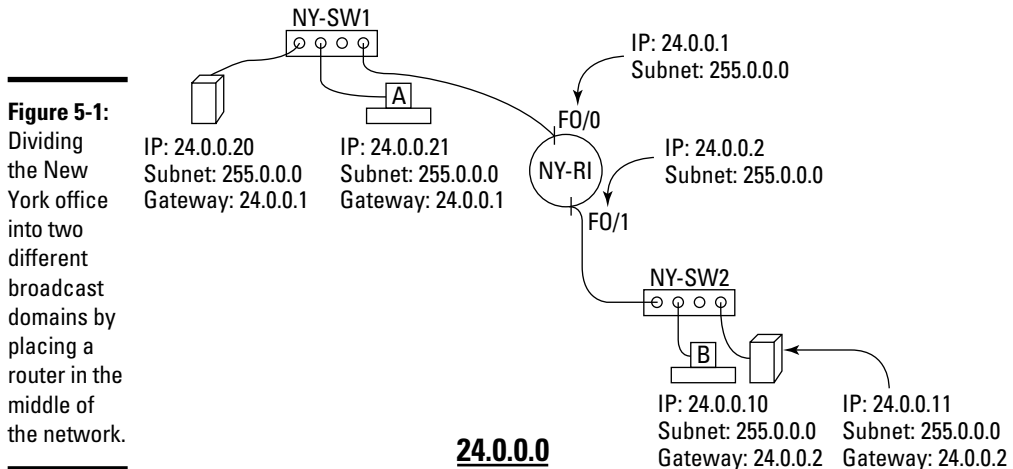 Figure 5-1:
Dividing
the New
York office
into two
different
broadcast
domains by
placing a
router in the
middle of
the network.
NY-SW1
A
IP: 24.0.0.20
Subnet: 255.0.0.0
Gateway: 24.0.0.1
IP: 24.0.0.21
Subnet: 255.0.0.0
Gateway: 24.0.0.1
IP: 24.0.0.1
Subnet: 255.0.0.0
FO/0
NY-RI
IP: 24.0.0.2
Subnet: 255.0.0.0
FO/1
NY-SW2
B
IP: 24.0.0.10
Subnet: 255.0.0.0
Gateway: 24.0.0.2
IP: 24.0.0.11
Subnet: 255.0.0.0
Gateway: 24.0.0.2
24.0.0.0